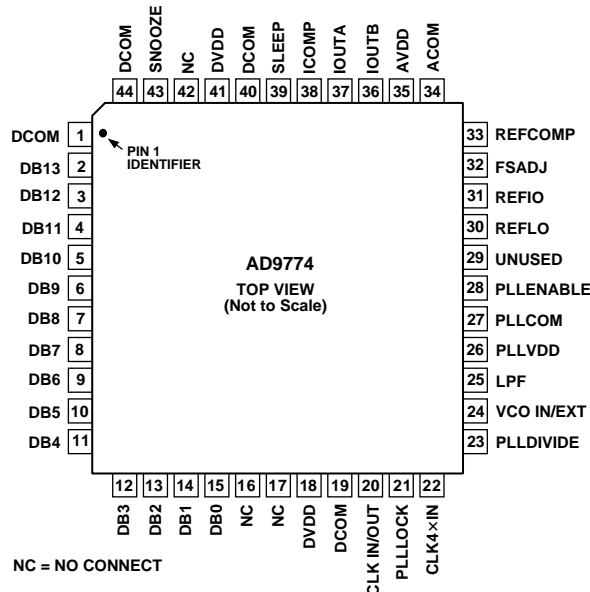 DCOM
SNOOZE
NC
DVDD
DCOM
SLEEP
ICOMP
IOUTA
IOUTB
AVDD
ACOM
44 43 42 41 40 39 38 37 36 35 34
DCOM 1
DB13 2
DB12 3
DB11 4
DB10 5
DB9 6
DB8 7
DB7 8
DB6 9
DB5 10
DB4 11
PIN 1
IDENTIFIER
AD9774
TOP VIEW
(Not to Scale)
33 REFCOMP
32 FSADJ
31 REFIO
30 REFLO
29 UNUSED
28 PLLENABLE
27 PLLCOM
26 PLLVDD
25 LPF
24 VCO IN/EXT
23 PLLDIVIDE
12 13 14 15 16 17 18 19 20 21 22
DB3
DB2
DB1
DB0
NC
NC
DVDD
DCOM
CLK IN/OUT
PLLLOCK
CLK4×IN
NC = NO CONNECT